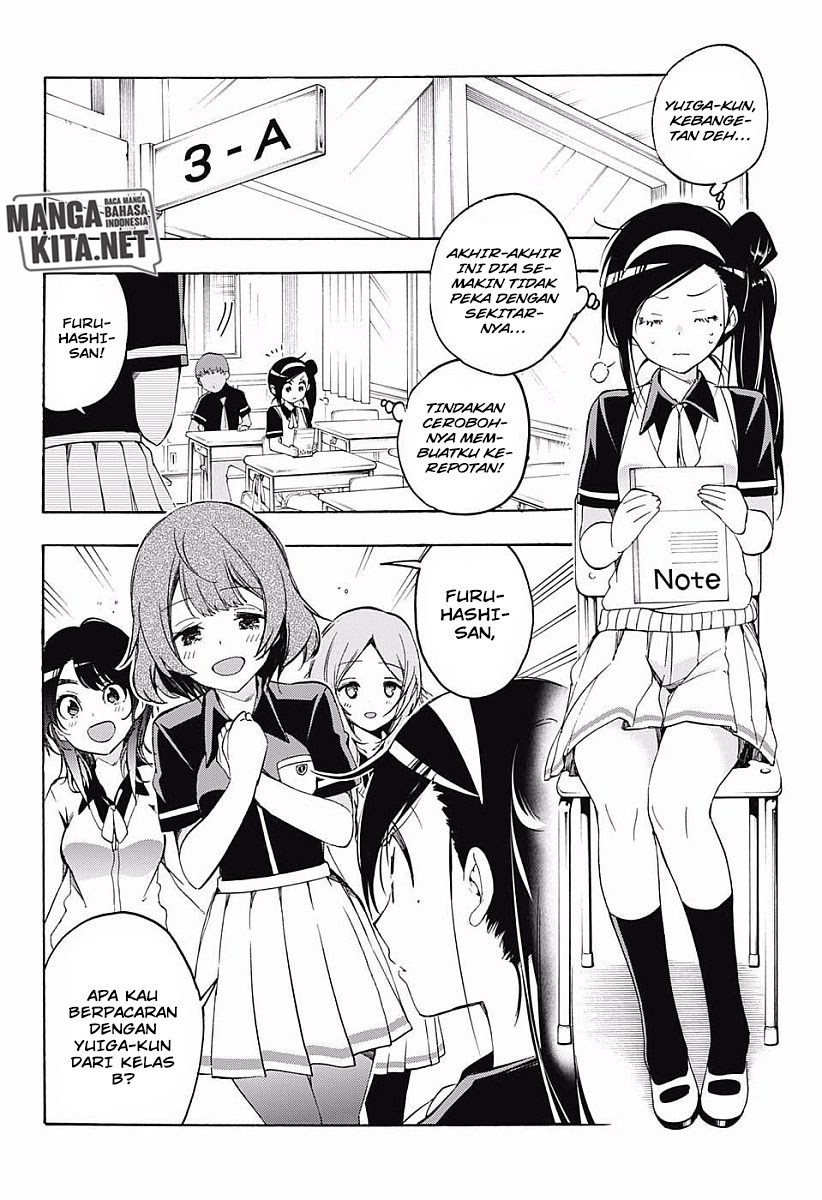 3-A
YUIGA-KUN,
KEBANGE-
TAN DEH...
MANGA
KITA.NET
BACA MANGA
BAHASA
INDONESIA
AKHIR-AKHIR
INI DIA SE-
MAKIN TIDAK
PEKA DENGAN
SEKITAR-
NYA...
TINDAKAN
CEROBOH-
NYA MEM-
BUATKU KE-
REPOTAN!
Note
FURU-
HASHI-
SAN!
FURU-
HASHI-
SAN,
APA KAU
BERPACARAN
DENGAN
YUIGA-KUN
DARI KELAS
B?